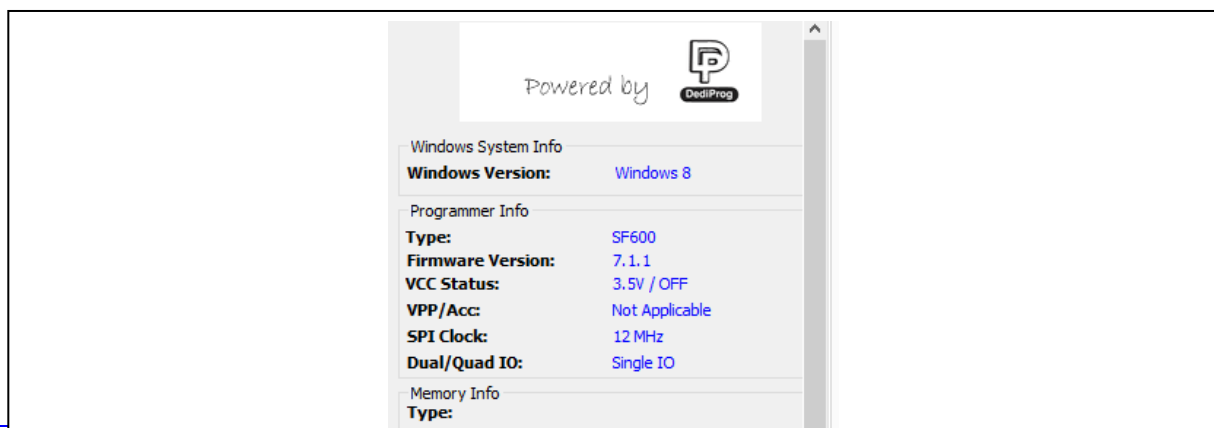 Powered by
DediProg
Windows System Info
Windows Version: Windows 8
Programmer Info
Type: SF600
Firmware Version: 7.1.1
VCC Status: 3.5V / OFF
VPP/Acc: Not Applicable
SPI Clock: 12 MHz
Dual/Quad IO: Single IO
Memory Info
Type: